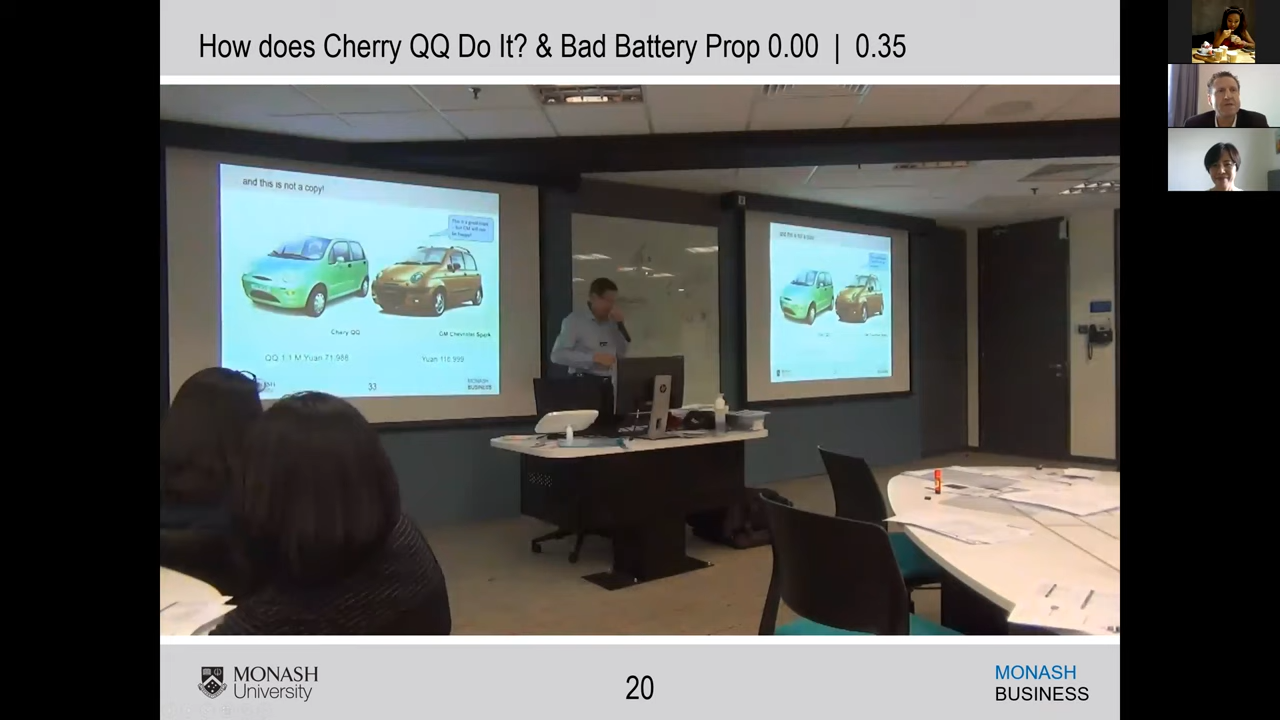 How does Cherry QQ Do It? & Bad Battery Prop 0.00 | 0.35
and this is not a copy!
Chery QQ
GM Chevrolet Spark
QQ 1.1 M Yuan 71.988
Yuan 116.999
33
MONASH
BUSINESS
MONASH
University
20
MONASH
BUSINESS